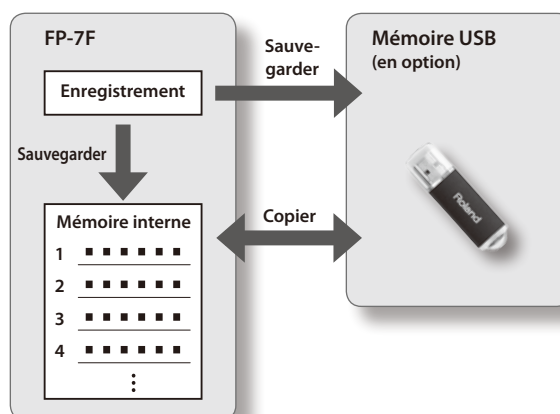 FP-7F
Enregistrement
Sauvegarder
Mémoire interne
1
2
3
4
Sauve-
garder
Copier
Mémoire USB
(en option)
Roland